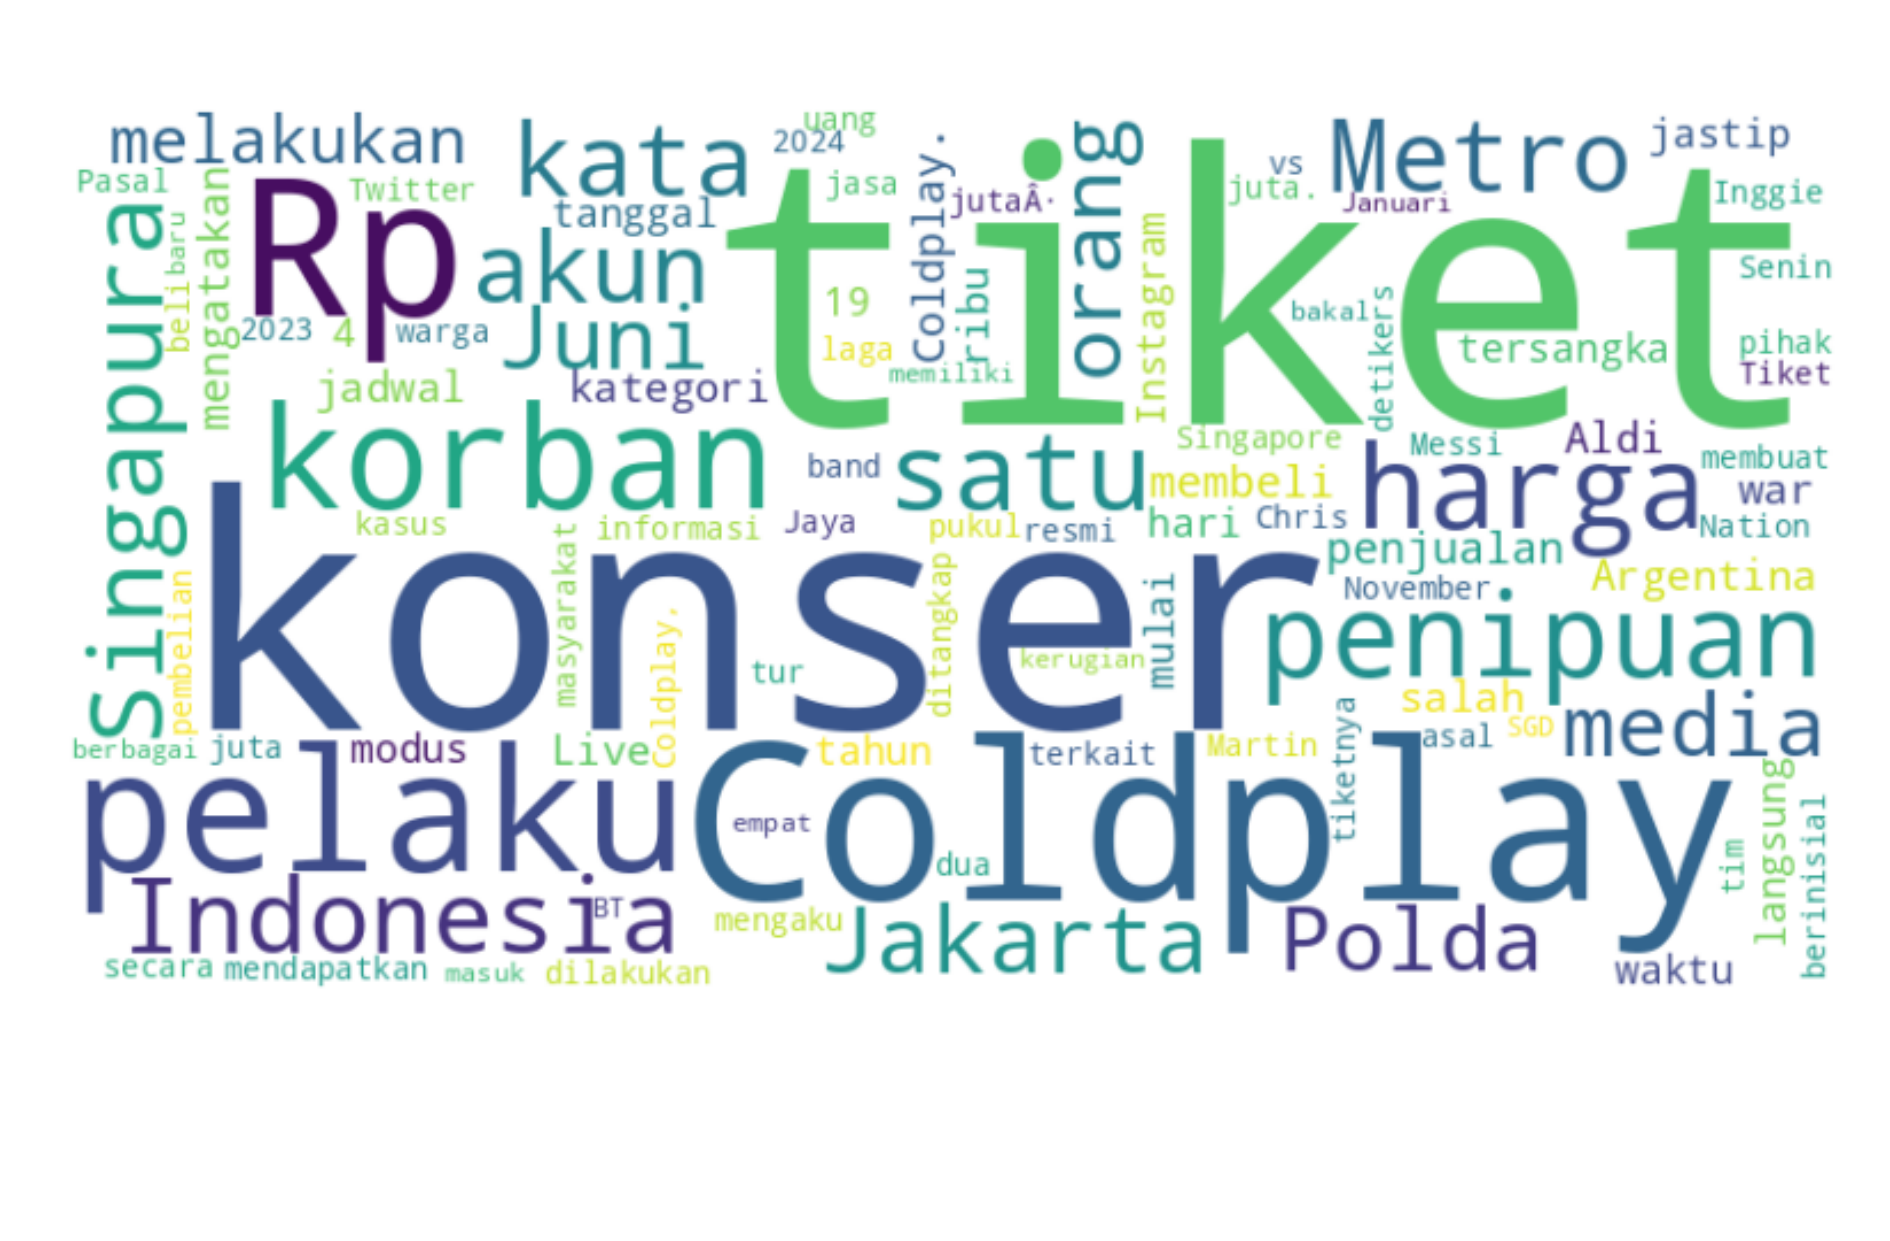 uang
melakukan
kata
2024
Coldplay.
orang
vs
Metro
jastip
Pasal
mengatakan
Rp
Twitter
tanggal
jasa
jutaÂ·
tiket
juta.
Januari
Inggie
Singapura
baru
beli
akun
ribu
Instagram
Senin
2023
4
warga
Juni
19
laga
memiliki
bakal
detikers
tersangka
pihak
Tiket
jadwal
kategori
korban
band
satu
Singapore
Messi
Aldi
membuat
membeli
harga
war
kasus
masyarakat
informasi
Jaya
pukul
resmi
hari
Chris
Nation
konser
penjualan
pembelian
Coldplay,
ditangkap
mulai
November
Argentina
tur
kerugian
penipuan
salah
SGD
media
berbagai
juta
modus
Live
tahun
terkait
Martin
tiketnya
asal
pelaku
Coldplay
empat
dua
tim
langsung
berinisial
Indonesia
BT
mengaku
Jakarta
Polda
secara
mendapatkan
masuk
dilakukan
waktu